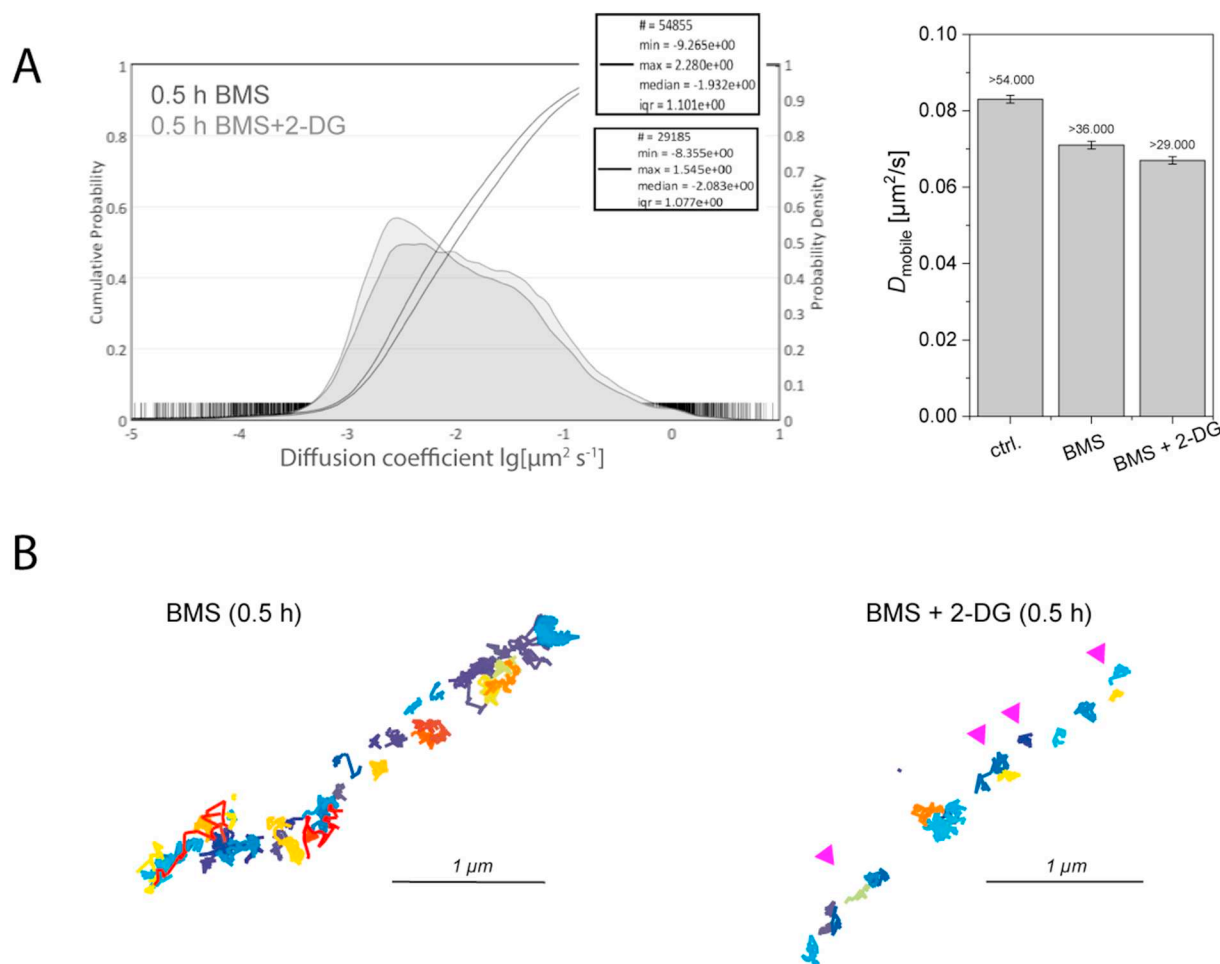 A
0.5 h BMS
0.5 h BMS+2-DG
# = 54855
min = -9.265e+00
max = 2.280e+00
median = -1.932e+00
iqr = 1.101e+00
# = 29185
min = -8.355e+00
max = 1.545e+00
median = -2.083e+00
iqr = 1.077e+00
Cumulative Probability
1
0.8
0.6
0.4
0.2
0
Probability Density
1
0.9
0.8
0.7
0.6
0.5
0.4
0.3
0.2
0.1
0
-5 -4 -3 -2 -1 0 1
Diffusion coefficient lg[µm² s⁻¹]
Dmobile [µm²/s]
0.10
0.08
0.06
0.04
0.02
0.00
>54.000
>36.000
>29.000
ctrl.
BMS
BMS + 2-DG
B
BMS (0.5 h)
1 µm
BMS + 2-DG (0.5 h)
1 µm